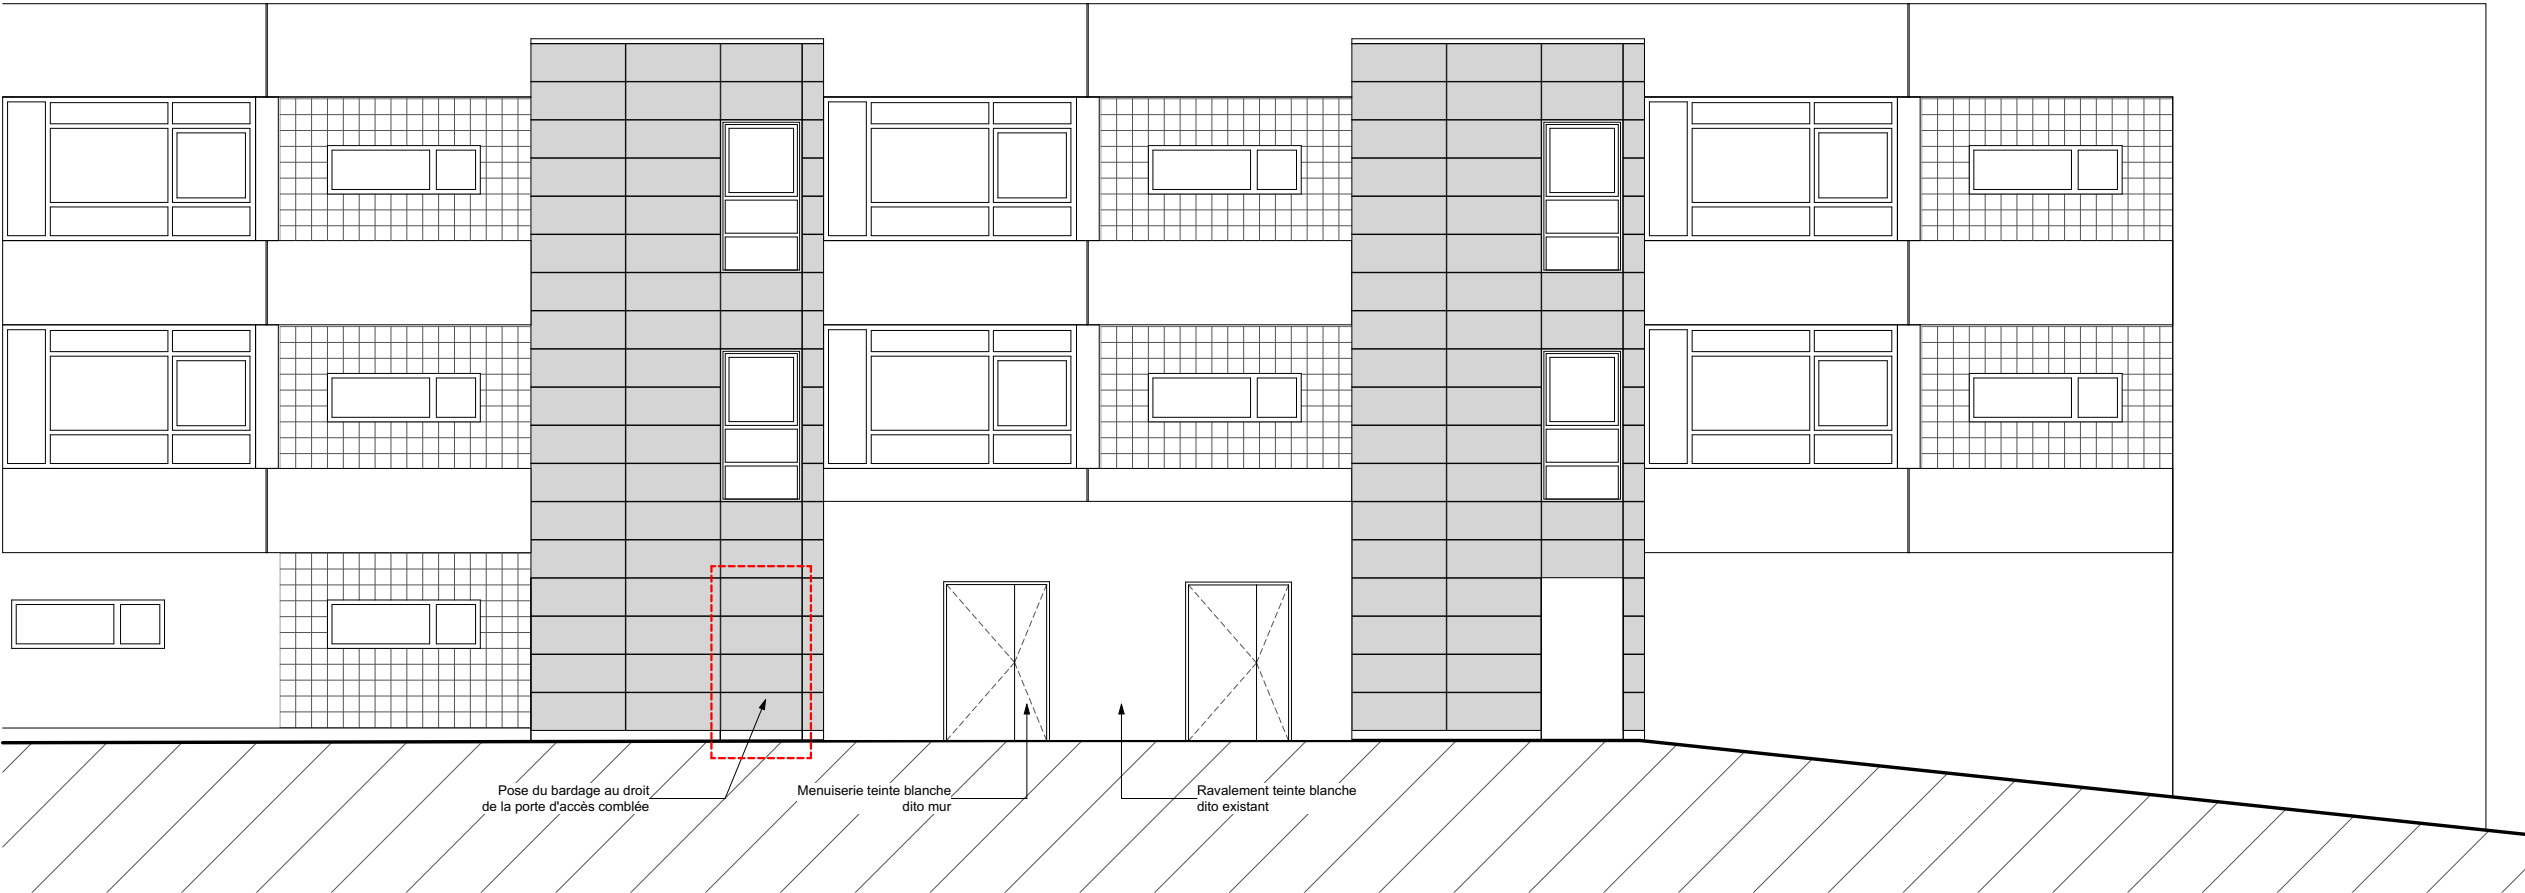 Pose du bardage au droit
de la porte d'accès comblée
Menuiserie teinte blanche
dito mur
Ravalement teinte blanche
dito existant